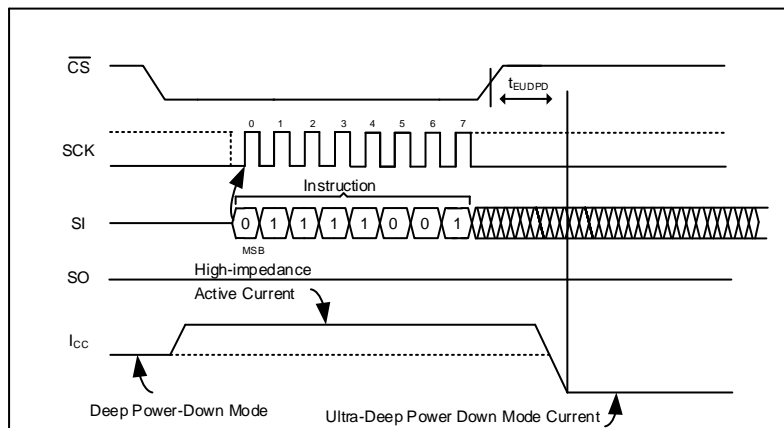 CS
tEUDPD
0 1 2 3 4 5 6 7
SCK
Instruction
SI 0 1 1 1 1 0 0 1
MSB
SO High-impedance
Active Current
ICC
Deep Power-Down Mode
Ultra-Deep Power Down Mode Current